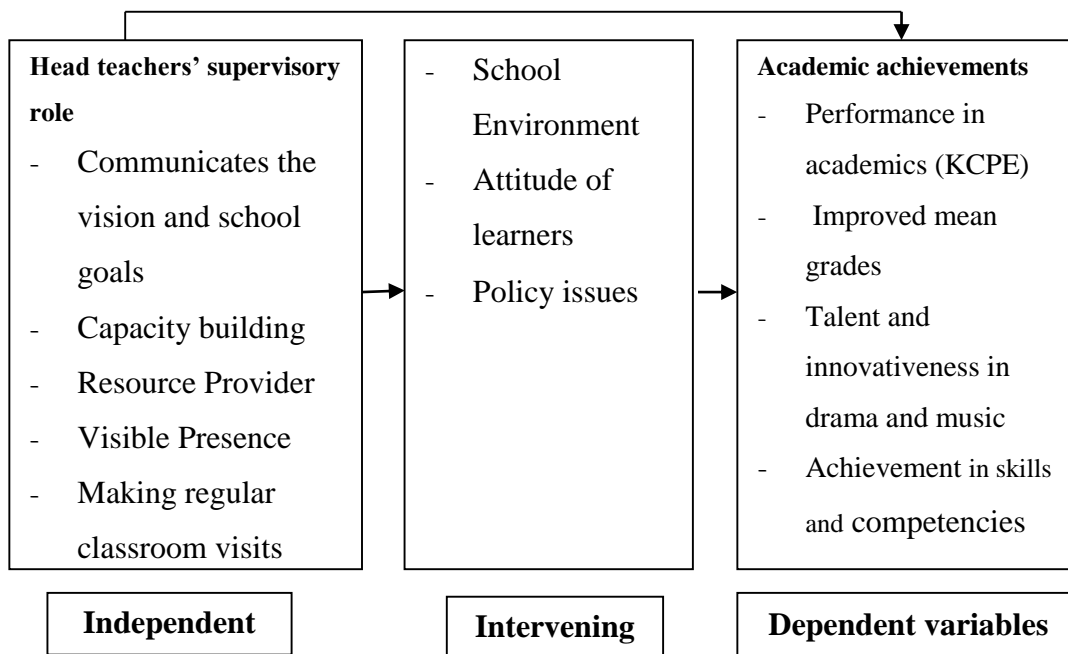 Head teachers’ supervisory
role
- Communicates the
vision and school
goals
- Capacity building
- Resource Provider
- Visible Presence
- Making regular
classroom visits
- School
Environment
- Attitude of
learners
- Policy issues
Academic achievements
- Performance in
academics (KCPE)
- Improved mean
grades
- Talent and
innovativeness in
drama and music
- Achievement in skills
and competencies
Independent
Intervening
Dependent variables